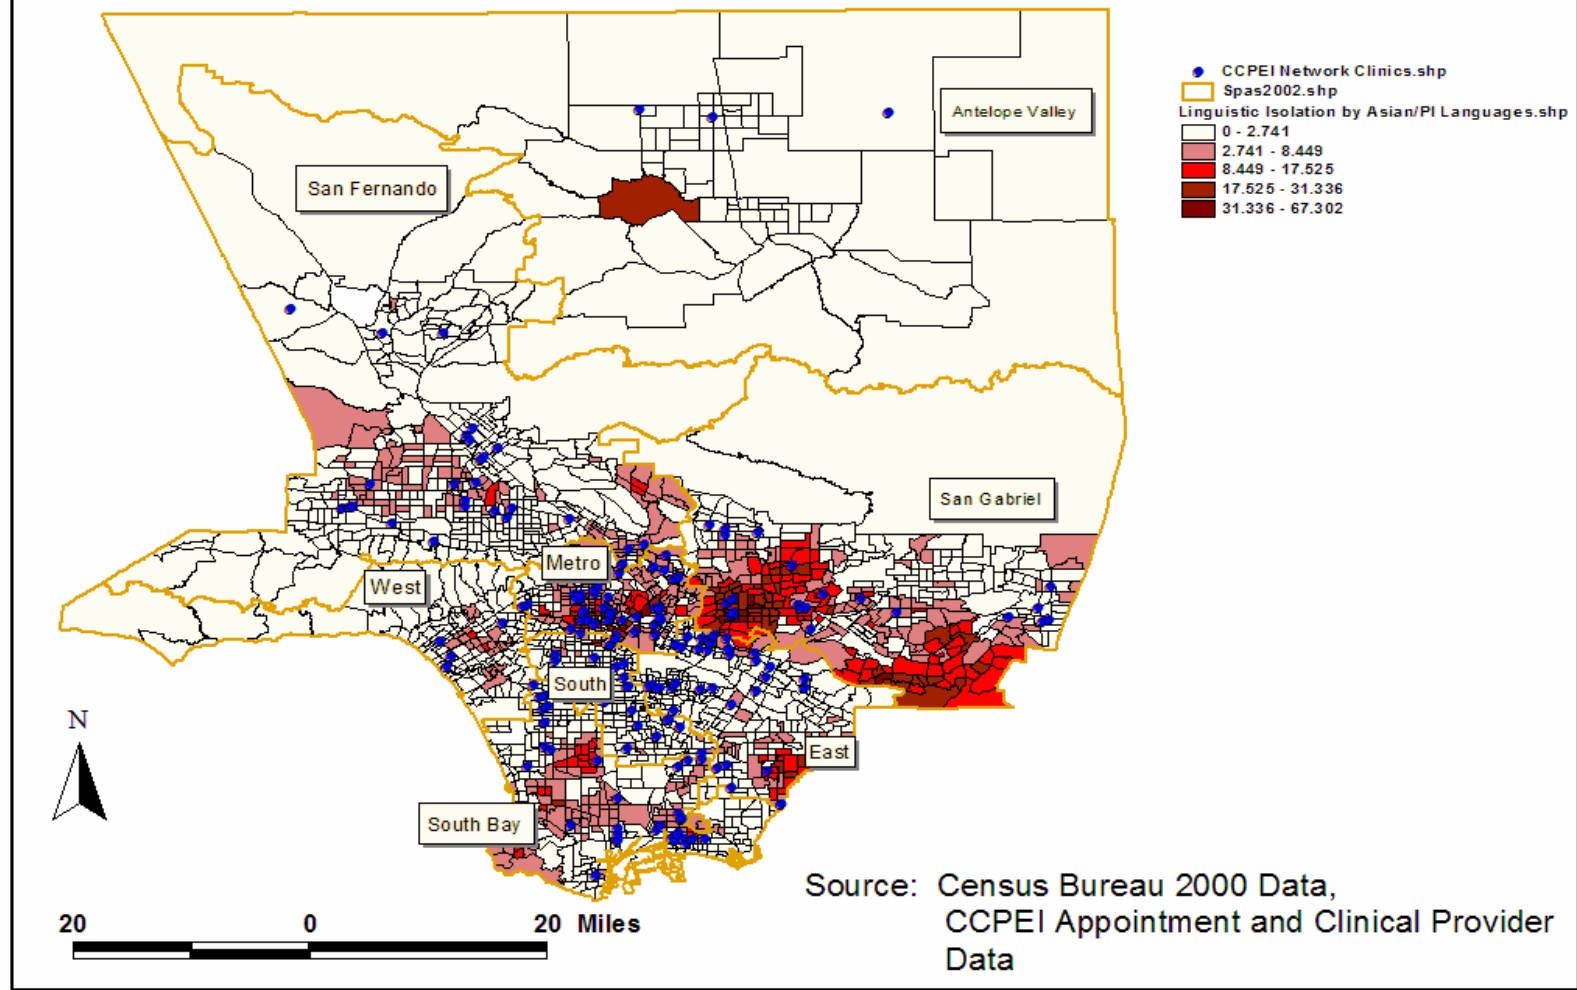 CCPEI Network Clinics.shp
Spas2002.shp
Linguistic Isolation by Asian/PI Languages.shp
0 - 2.741
2.741 - 8.449
8.449 - 17.525
17.525 - 31.336
31.336 - 67.302
Antelope Valley
San Fernando
San Gabriel
Metro
West
South
East
South Bay
N
20 0 20 Miles
Source: Census Bureau 2000 Data,
CCPEI Appointment and Clinical Provider
Data